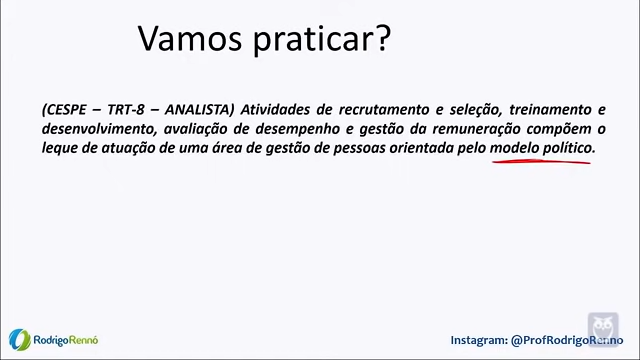 Vamos praticar?
(CESPE – TRT-8 – ANALISTA) Atividades de recrutamento e seleção, treinamento e
desenvolvimento, avaliação de desempenho e gestão da remuneração compõem o
leque de atuação de uma área de gestão de pessoas orientada pelo modelo político.
RodrigoRennó
Instagram: @ProfRodrigoRenno